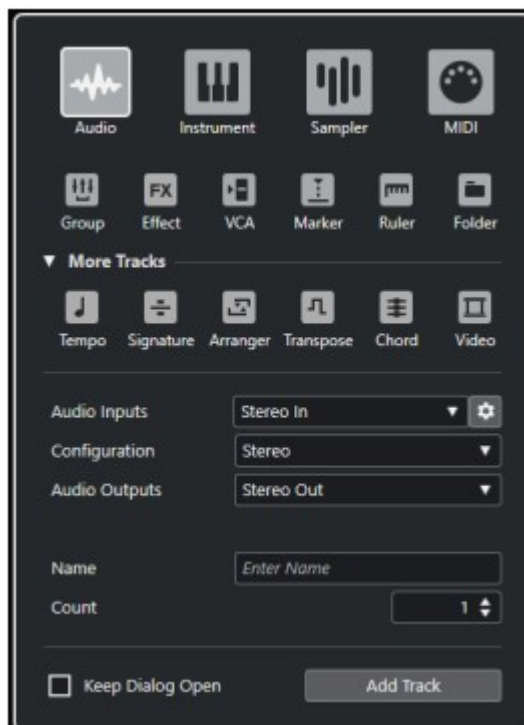 Audio Instrument Sampler MIDI
FX
Group Effect VCA Marker Ruler Folder
More Tracks
Tempo Signature Arranger Transpose Chord Video
Audio Inputs Stereo In
Configuration Stereo
Audio Outputs Stereo Out
Name Enter Name
Count 1
Keep Dialog Open Add Track